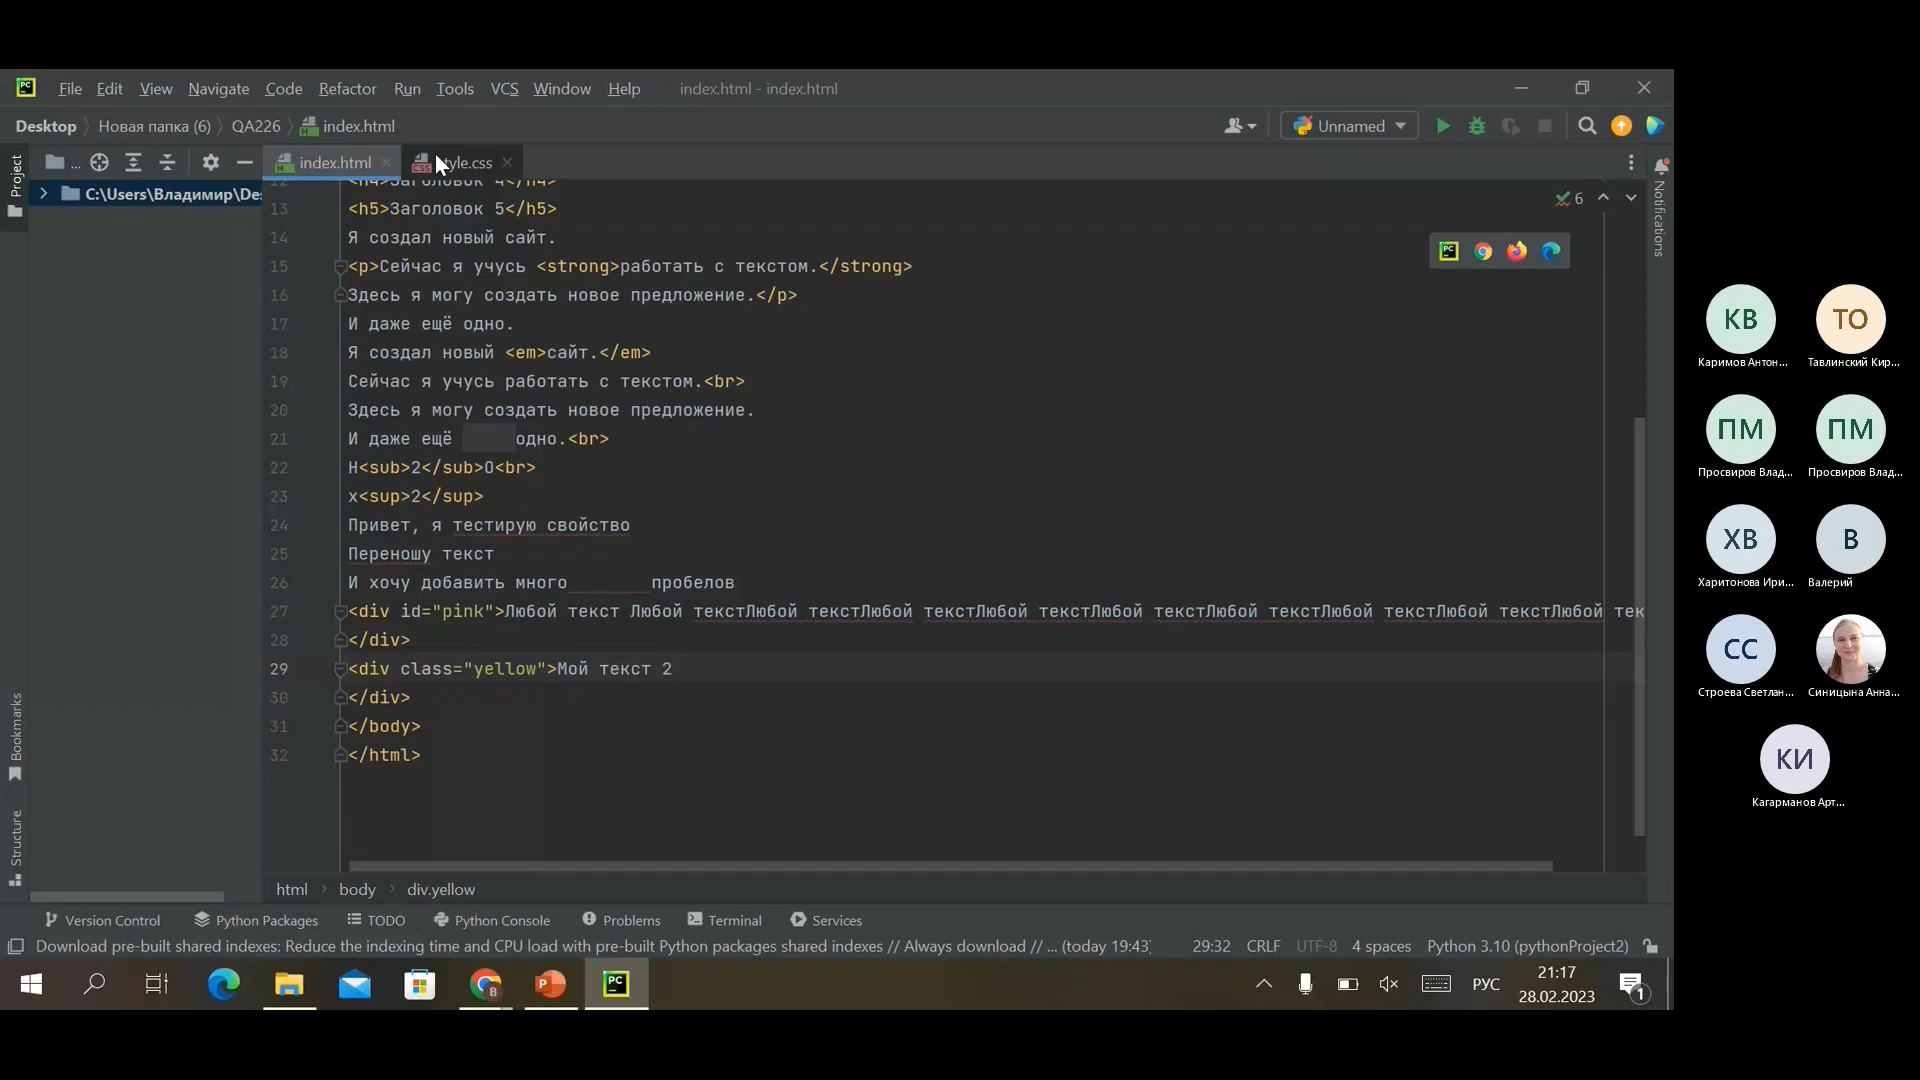 File Edit View Navigate Code Refactor Run Tools VCS Window Help index.html - index.html
Desktop Новая папка (6) QA226 index.html
Unnamed
Project
...
index.html
C:\Users\Владимир\De
12 <h4>Заголовок 4</h4>
13 <h5>Заголовок 5</h5>
14 Я создал новый сайт.
15 <p>Сейчас я учусь <strong>работать с текстом.</strong>
16 Здесь я могу создать новое предложение.</p>
17 И даже ещё одно.
18 Я создал новый <em>сайт.</em>
19 Сейчас я учусь работать с текстом.<br>
20 Здесь я могу создать новое предложение.
21 И даже ещё одно.<br>
22 H<sub>2</sub>O<br>
23 x<sup>2</sup>
24 Привет, я тестирую свойство
25 Переношу текст
26 И хочу добавить много пробелов
27 <div id="pink">Любой текст Любой текстЛюбой текстЛюбой текстЛюбой текстЛюбой текстЛюбой текстЛюбой текстЛюбой текстЛюбой тек
28 </div>
29 <div class="yellow">Мой текст 2
30 </div>
31 </body>
32 </html>
6
Notifications
Bookmarks
Structure
html body div.yellow
Version Control Python Packages TODO Python Console Problems Terminal Services
Download pre-built shared indexes: Reduce the indexing time and CPU load with pre-built Python packages shared indexes // Always download // ... (today 19:43) 29:32 CRLF UTF-8 4 spaces Python 3.10 (pythonProject2)
РУС
21:17
28.02.2023
1
КВ ТО
Каримов Антон... Тавлинский Кир...
ПМ ПМ
Просвиров Влад... Просвиров Влад...
ХВ В
Харитонова Ири... Валерий
СС
Строева Светлан... Синицына Анна...
КИ
Кагарманов Арт...